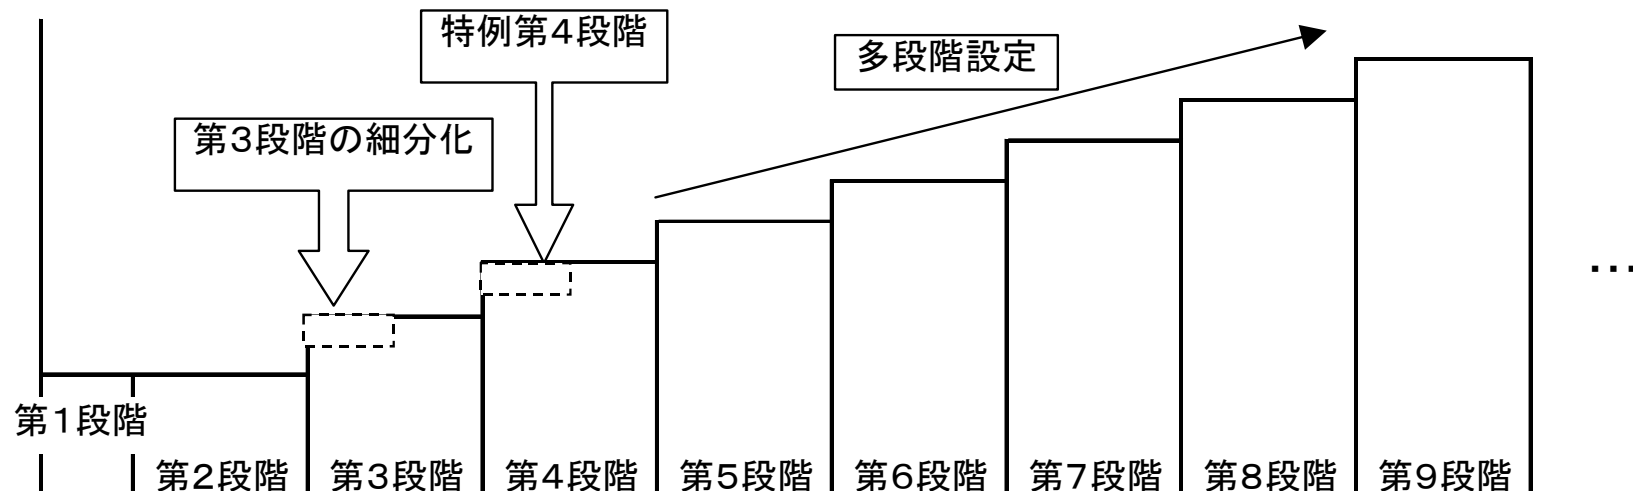 特例第4段階
多段階設定
第3段階の細分化
…
第1段階
第2段階
第3段階
第4段階
第5段階
第6段階
第7段階
第8段階
第9段階